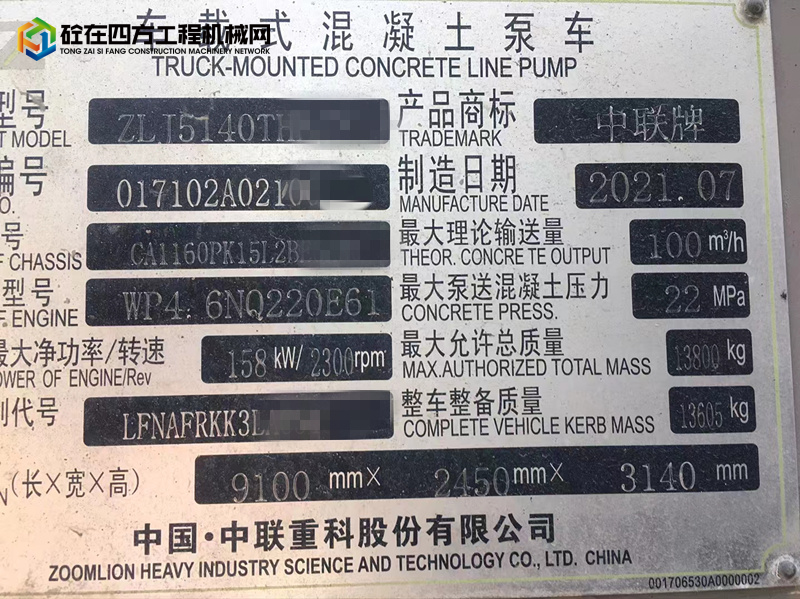 砼在四方工程机械网
TONG ZAI SI FANG CONSTRUCTION MACHINERY NETWORK
车载式混凝土泵车
TRUCK-MOUNTED CONCRETE LINE PUMP
型号 ZLJ5140TH 产品商标 中联牌
T MODEL TRADEMARK
编号 017102A021 制造日期 2021.07
O. MANUFACTURE DATE
号 CA1160PK15L2B 最大理论输送量 100 m³/h
F CHASSIS THEOR. CONCRE TE OUTPUT
型号 WP4.6NQ220E61 最大泵送混凝土压力 22 MPa
F ENGINE CONCRETE PRESS.
最大净功率/转速 158 kW/ 2300rpm 最大允许总质量 13800 kg
OWER OF ENGINE/Rev MAX.AUTHORIZED TOTAL MASS
别代号 LFNAFRKK3L 整车整备质量 13605 kg
COMPLETE VEHICLE KERB MASS
(长×宽×高) 9100 mm× 2450 mm× 3140 mm
中国·中联重科股份有限公司
ZOOMLION HEAVY INDUSTRY SCIENCE AND TECHNOLOGY CO., LTD. CHINA
001706530A0000002